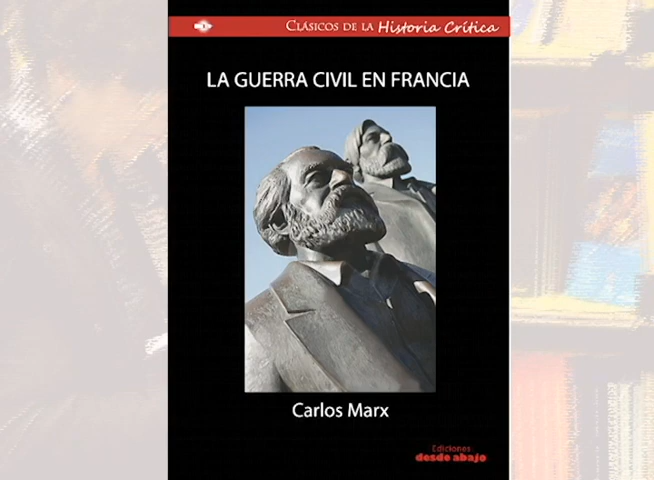 CLÁSICOS DE LA Historia Crítica
LA GUERRA CIVIL EN FRANCIA
Carlos Marx
Ediciones
desde abajo